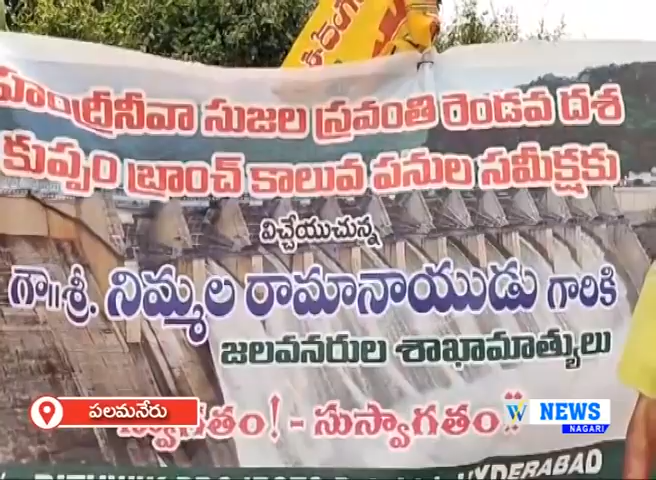 హంద్రీనీవా సుజల స్రవంతి రెండవ దశ
కుప్పం బ్రాంచ్ కాలువ పనుల సమీక్షకు
విచ్చేయుచున్న
గౌ॥శ్రీ. నిమ్మల రామానాయుడు గారికి
జలవనరుల శాఖామాత్యులు
! - సుస్వాగతం
పలమనేరు
W NEWS
NAGARI
HYDERABAD